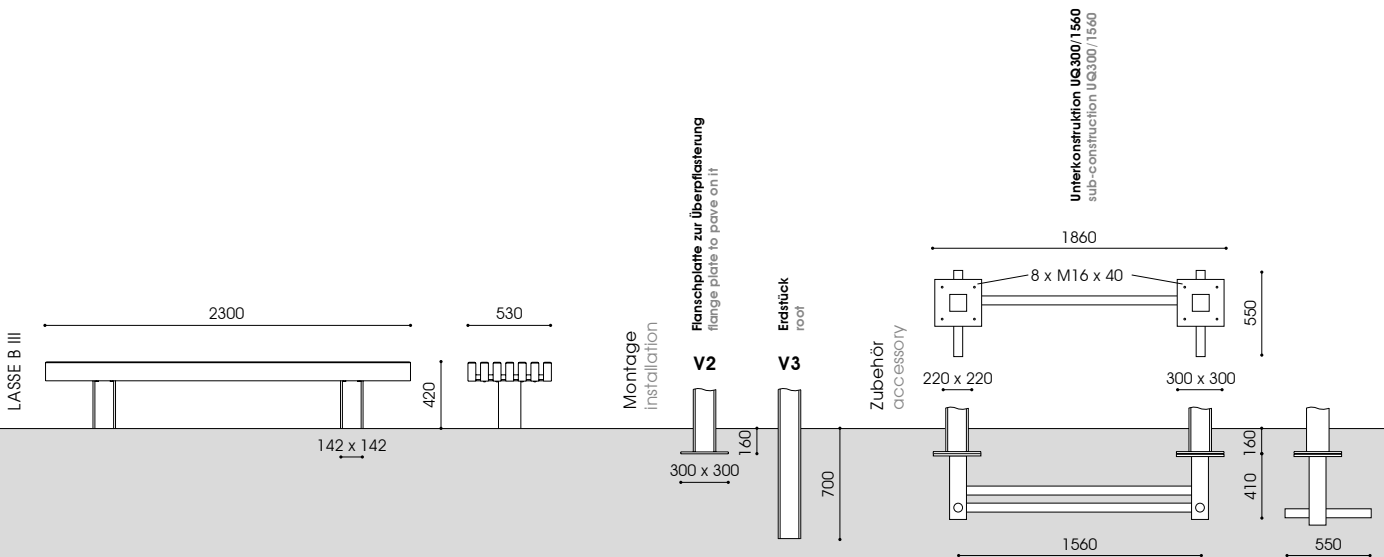 LASSE B III
2300
530
420
142 x 142
Montage
installation
Flanschplatte zur Überpflasterung
flange plate to pave on it
V2
160
300 x 300
Erdstück
root
V3
700
Zubehör
accessory
Unterkonstruktion UQ300/1560
sub-construction UQ300/1560
1860
8 x M16 x 40
550
220 x 220
300 x 300
160
410
1560
550